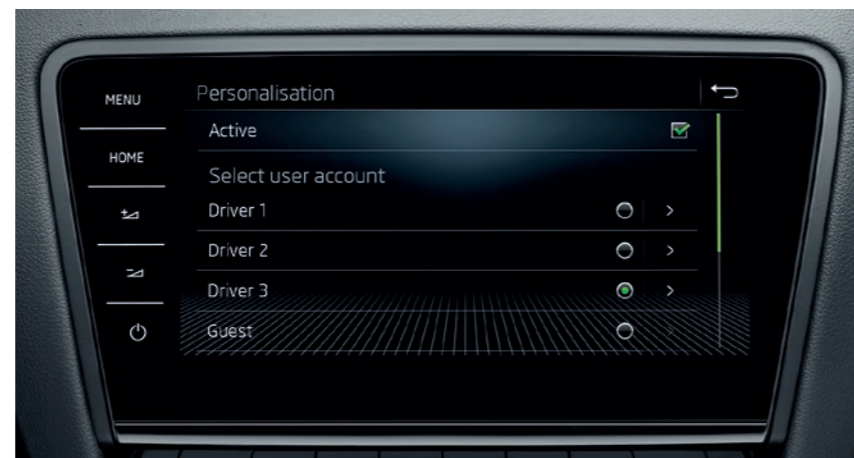 MENU
HOME
Personalisation
Active
Select user account
Driver 1
Driver 2
Driver 3
Guest